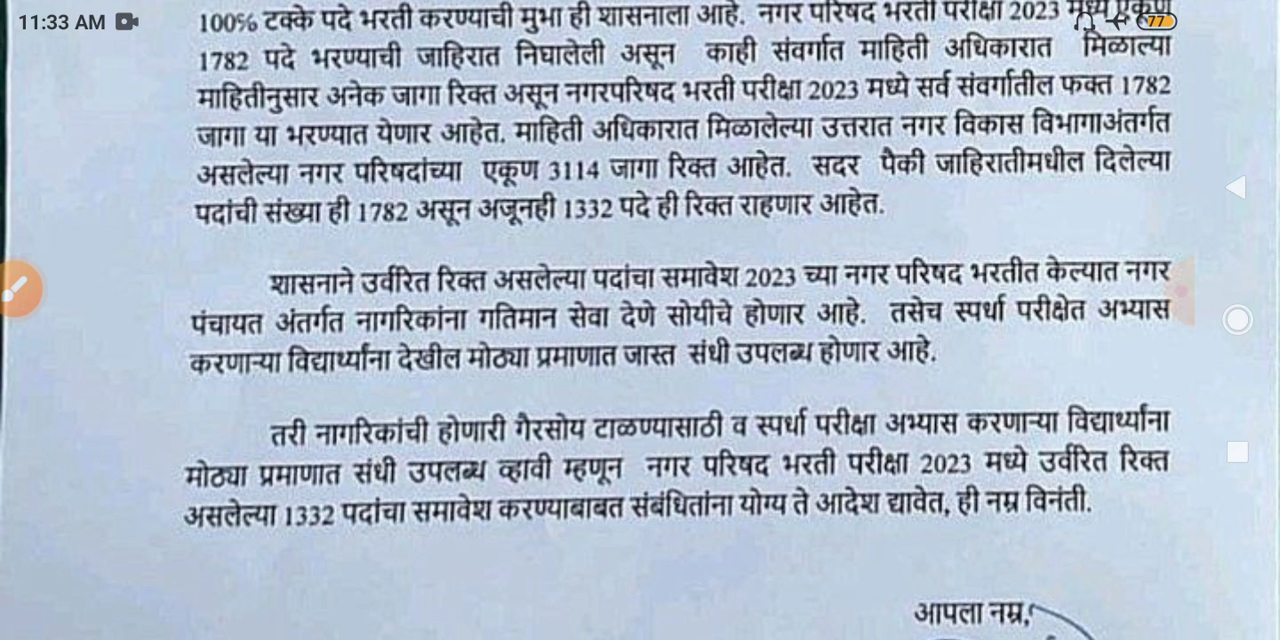 11:33 AM
77
100% टक्के पदे भरती करण्याची मुभा ही शासनाला आहे. नगर परिषद भरती परीक्षा 2023 मध्ये एकूण
1782 पदे भरण्याची जाहिरात निघालेली असून काही संवर्गात माहिती अधिकारात मिळाल्या
माहितीनुसार अनेक जागा रिक्त असून नगरपरिषद भरती परीक्षा 2023 मध्ये सर्व संवर्गातील फक्त 1782
जागा या भरण्यात येणार आहेत. माहिती अधिकारात मिळालेल्या उत्तरात नगर विकास विभागाअंतर्गत
असलेल्या नगर परिषदांच्या एकूण 3114 जागा रिक्त आहेत. सदर पैकी जाहिरातीमधील दिलेल्या
पदांची संख्या ही 1782 असून अजूनही 1332 पदे ही रिक्त राहणार आहेत.
शासनाने उर्वरित रिक्त असलेल्या पदांचा समावेश 2023 च्या नगर परिषद भरतीत केल्यात नगर
पंचायत अंतर्गत नागरिकांना गतिमान सेवा देणे सोयीचे होणार आहे. तसेच स्पर्धा परीक्षेत अभ्यास
करणाऱ्या विद्यार्थ्यांना देखील मोठ्या प्रमाणात जास्त संधी उपलब्ध होणार आहे.
तरी नागरिकांची होणारी गैरसोय टाळण्यासाठी व स्पर्धा परीक्षा अभ्यास करणाऱ्या विद्यार्थ्यांना
मोठ्या प्रमाणात संधी उपलब्ध व्हावी म्हणून नगर परिषद भरती परीक्षा 2023 मध्ये उर्वरित रिक्त
असलेल्या 1332 पदांचा समावेश करण्याबाबत संबंधितांना योग्य ते आदेश द्यावेत, ही नम्र विनंती.
आपला नम्र,